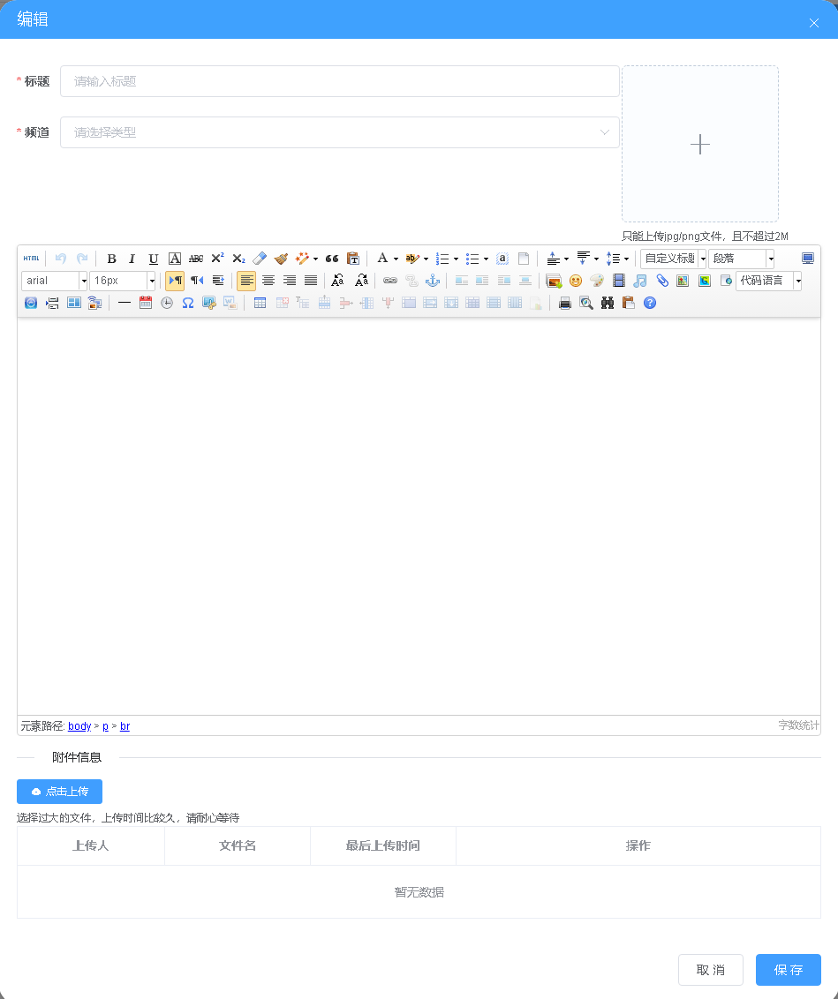 编辑
* 标题 请输入标题
* 频道 请选择类型
只能上传jpg/png文件，且不超过2M
HTML B I U A ABC X² X₂ A ab a 自定义标题 段落
arial 16px 代码语言
元素路径: body > p > br 字数统计
附件信息
点击上传
选择过大的文件，上传时间比较久，请耐心等待
上传人 文件名 最后上传时间 操作
暂无数据
取 消 保 存